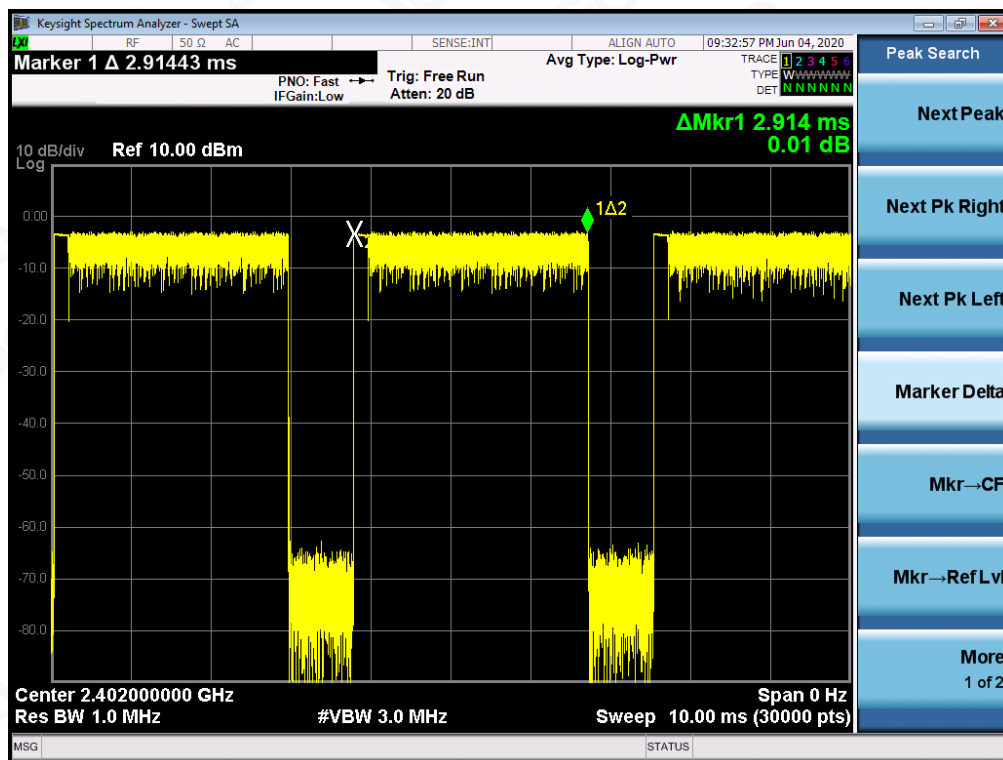 Keysight Spectrum Analyzer - Swept SA
LXI RF 50 Ω AC SENSE:INT ALIGN AUTO 09:32:57 PM Jun 04, 2020
Marker 1 Δ 2.91443 ms
PNO: Fast
IFGain:Low
Trig: Free Run
Atten: 20 dB
Avg Type: Log-Pwr
TRACE 1 2 3 4 5 6
TYPE WWWWWW
DET N N N N N N
ΔMkr1 2.914 ms
0.01 dB
10 dB/div Ref 10.00 dBm
Log
0.00
-10.0
-20.0
-30.0
-40.0
-50.0
-60.0
-70.0
-80.0
X2
1Δ2
Center 2.402000000 GHz Span 0 Hz
Res BW 1.0 MHz #VBW 3.0 MHz Sweep 10.00 ms (30000 pts)
MSG STATUS
Peak Search
Next Peak
Next Pk Right
Next Pk Left
Marker Delta
Mkr→CF
Mkr→Ref Lvl
More
1 of 2